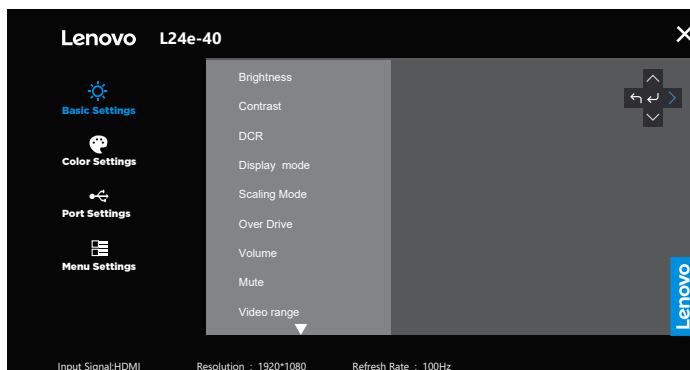 Lenovo L24e-40
Basic Settings
Color Settings
Port Settings
Menu Settings
Brightness
Contrast
DCR
Display mode
Scaling Mode
Over Drive
Volume
Mute
Video range
Lenovo
Input Signal:HDMI Resolution : 1920*1080 Refresh Rate : 100Hz